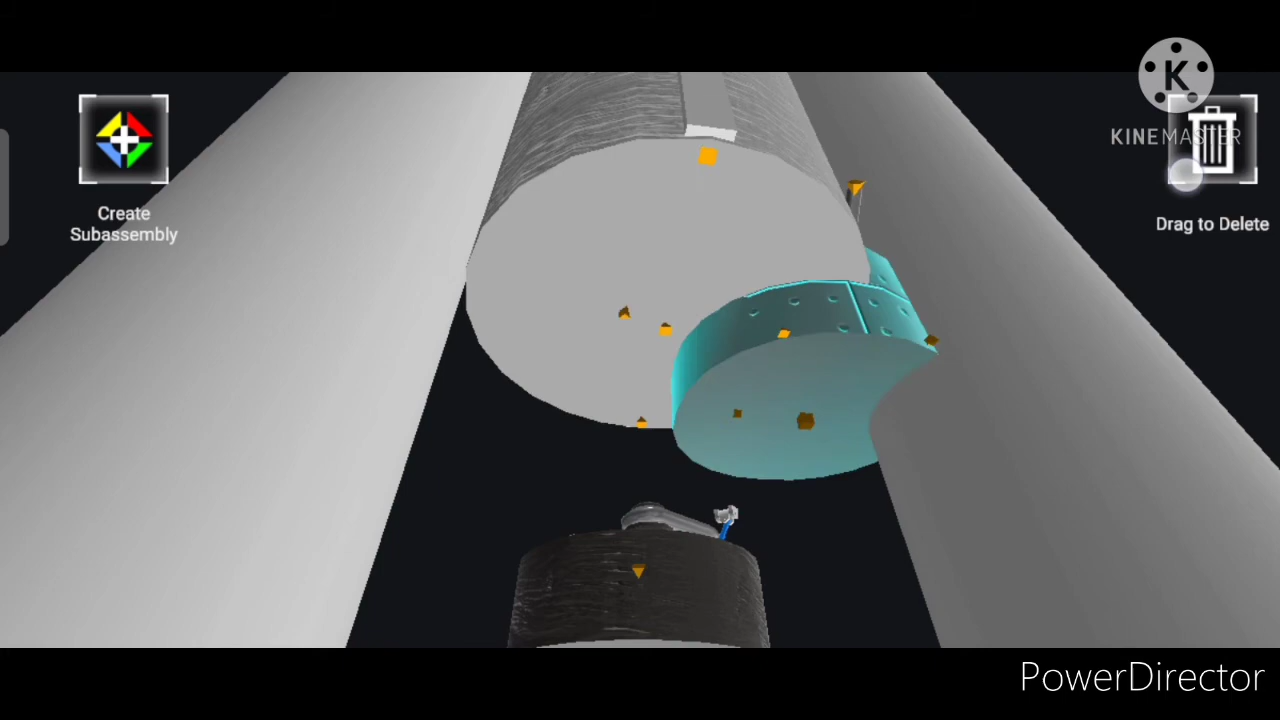 K
KINEMASTER
Create
Subassembly
Drag to Delete
PowerDirector